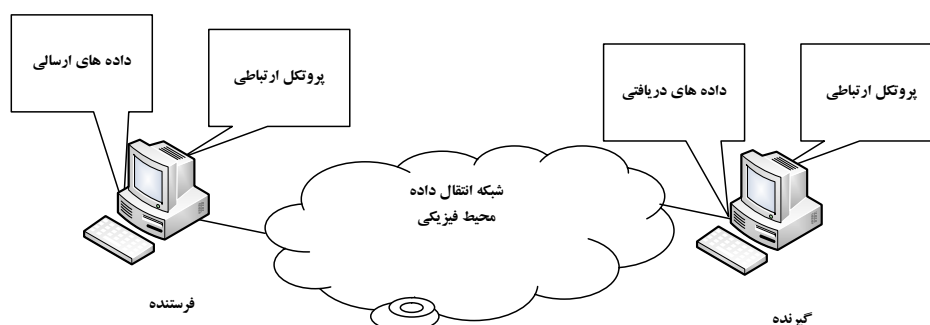 داده های ارسالی
پروتکل ارتباطی
داده های دریافتی
پروتکل ارتباطی
شبکه انتقال داده
محیط فیزیکی
فرستنده
گیرنده